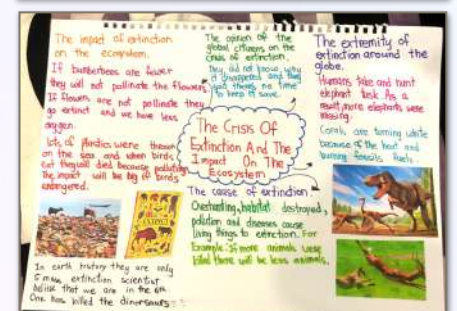 The impact of extinction
on the ecosystem.
If bumberbees are fewer
they will not pollinate the flowers
If flowers are not pollinate they
go extinct and we have less
oxygen.
lots of plastics were thrown
on the sea and when birds
eat they will died because pollution
The impact will be big if birds
endangered.
In earth history they are only
5 mass extinction scientist
belive that we are in the 6th
One has killed the dinorsaurs
The opinion of the
global citizens on the
crisis of extinction.
they did not know why
it happened and they
said there's no time
to keep it save.
The Crisis Of
Extinction And The
Impact On The
Ecosystem
The cause of extinction
Overhunting, habitat destroyed,
pollution and diseases cause
living things to extinction. For
Example: If more animals were
killed there will be less animals.
The extremity of
extinction around the
globe.
Humans take and hunt
elephant tusk. As a
result, more elephants were
missing.
Corals are turning white
because of the heat and
burning fossils fuels.